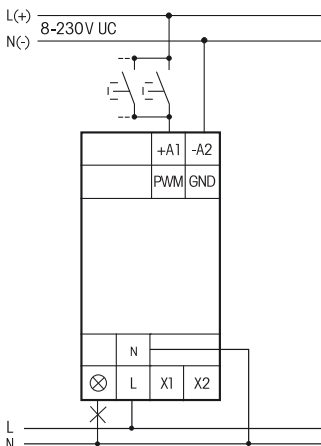 L(+)
8-230V UC
N(-)
+A1 -A2
PWM GND
N
L X1 X2
L
N